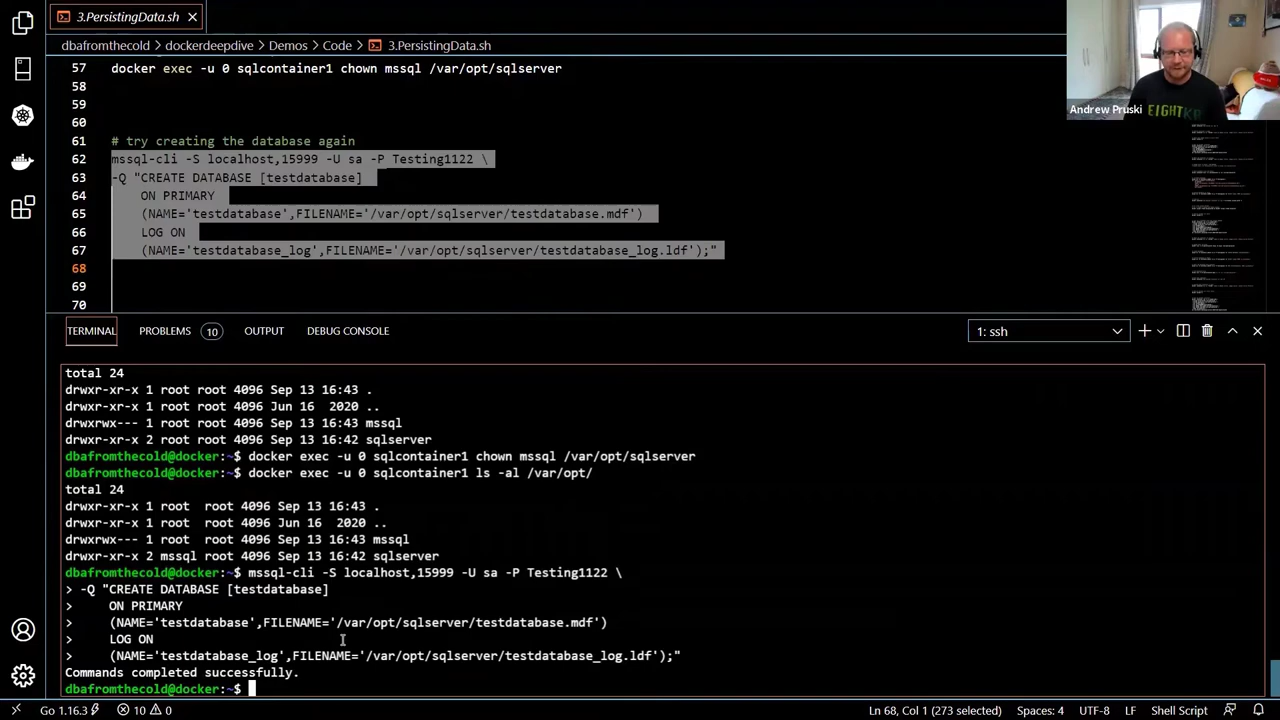 3.PersistingData.sh
dbafromthecold > dockerdeepdive > Demos > Code > 3.PersistingData.sh
57 docker exec -u 0 sqlcontainer1 chown mssql /var/opt/sqlserver
58
59
60
61 # try creating the database again
62 mssql-cli -S localhost,15999 -U sa -P Testing1122 \
63 -Q "CREATE DATABASE [testdatabase]
64 ON PRIMARY
65 (NAME='testdatabase',FILENAME='/var/opt/sqlserver/testdatabase.mdf')
66 LOG ON
67 (NAME='testdatabase_log',FILENAME='/var/opt/sqlserver/testdatabase_log.ldf');"
68
69
70
Andrew Pruski
EIGHTKB
TERMINAL PROBLEMS 10 OUTPUT DEBUG CONSOLE 1: ssh
total 24
drwxr-xr-x 1 root root 4096 Sep 13 16:43 .
drwxr-xr-x 1 root root 4096 Jun 16 2020 ..
drwxrwx--- 1 root root 4096 Sep 13 16:43 mssql
drwxr-xr-x 2 root root 4096 Sep 13 16:42 sqlserver
dbafromthecold@docker:~$ docker exec -u 0 sqlcontainer1 chown mssql /var/opt/sqlserver
dbafromthecold@docker:~$ docker exec -u 0 sqlcontainer1 ls -al /var/opt/
total 24
drwxr-xr-x 1 root root 4096 Sep 13 16:43 .
drwxr-xr-x 1 root root 4096 Jun 16 2020 ..
drwxrwx--- 1 root root 4096 Sep 13 16:43 mssql
drwxr-xr-x 2 mssql root 4096 Sep 13 16:42 sqlserver
dbafromthecold@docker:~$ mssql-cli -S localhost,15999 -U sa -P Testing1122 \
> -Q "CREATE DATABASE [testdatabase]
> ON PRIMARY
> (NAME='testdatabase',FILENAME='/var/opt/sqlserver/testdatabase.mdf')
> LOG ON
> (NAME='testdatabase_log',FILENAME='/var/opt/sqlserver/testdatabase_log.ldf');"
Commands completed successfully.
dbafromthecold@docker:~$
Go 1.16.3 10 0 Ln 68, Col 1 (273 selected) Spaces: 4 UTF-8 LF Shell Script